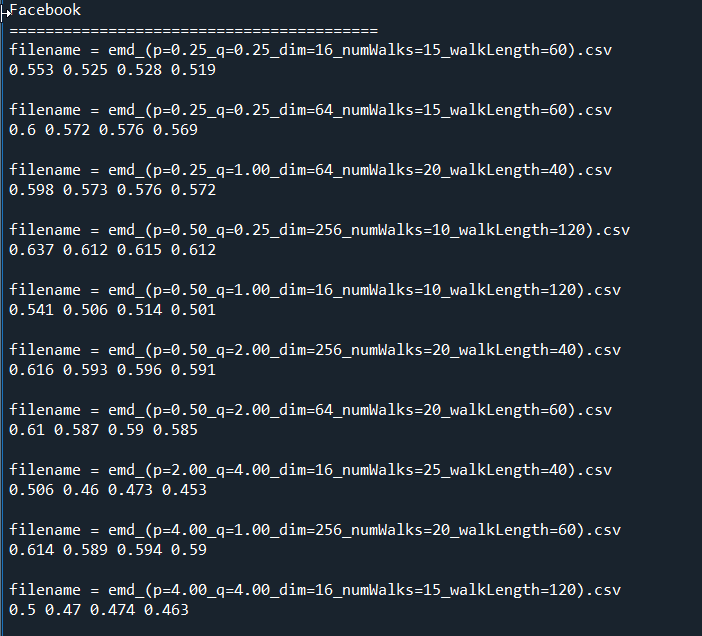 Facebook
=========================================
filename = emd_(p=0.25_q=0.25_dim=16_numWalks=15_walkLength=60).csv
0.553 0.525 0.528 0.519
filename = emd_(p=0.25_q=0.25_dim=64_numWalks=15_walkLength=60).csv
0.6 0.572 0.576 0.569
filename = emd_(p=0.25_q=1.00_dim=64_numWalks=20_walkLength=40).csv
0.598 0.573 0.576 0.572
filename = emd_(p=0.50_q=0.25_dim=256_numWalks=10_walkLength=120).csv
0.637 0.612 0.615 0.612
filename = emd_(p=0.50_q=1.00_dim=16_numWalks=10_walkLength=120).csv
0.541 0.506 0.514 0.501
filename = emd_(p=0.50_q=2.00_dim=256_numWalks=20_walkLength=40).csv
0.616 0.593 0.596 0.591
filename = emd_(p=0.50_q=2.00_dim=64_numWalks=20_walkLength=60).csv
0.61 0.587 0.59 0.585
filename = emd_(p=2.00_q=4.00_dim=16_numWalks=25_walkLength=40).csv
0.506 0.46 0.473 0.453
filename = emd_(p=4.00_q=1.00_dim=256_numWalks=20_walkLength=60).csv
0.614 0.589 0.594 0.59
filename = emd_(p=4.00_q=4.00_dim=16_numWalks=15_walkLength=120).csv
0.5 0.47 0.474 0.463